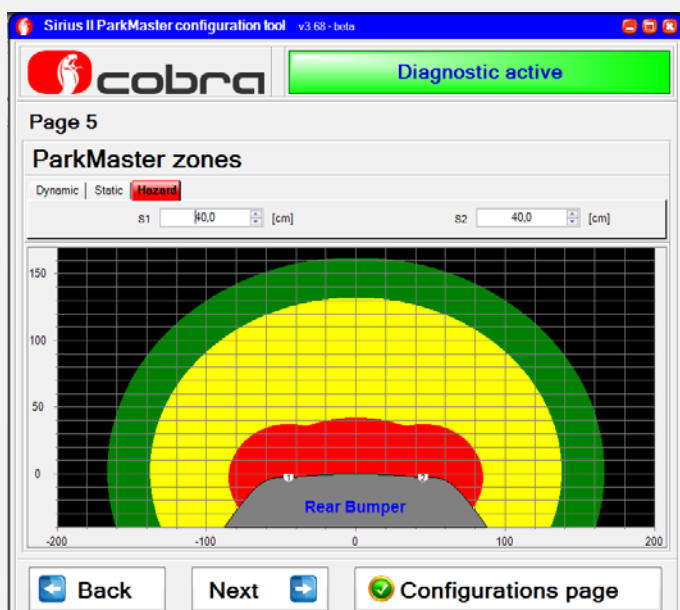 Sirius II ParkMaster configuration tool v3.68 - beta
cobra
Diagnostic active
Page 5
ParkMaster zones
Dynamic Static Hazard
S1 40,0 [cm] S2 40,0 [cm]
150
100
50
0
1 2
Rear Bumper
-200 -100 0 100 200
Back Next Configurations page